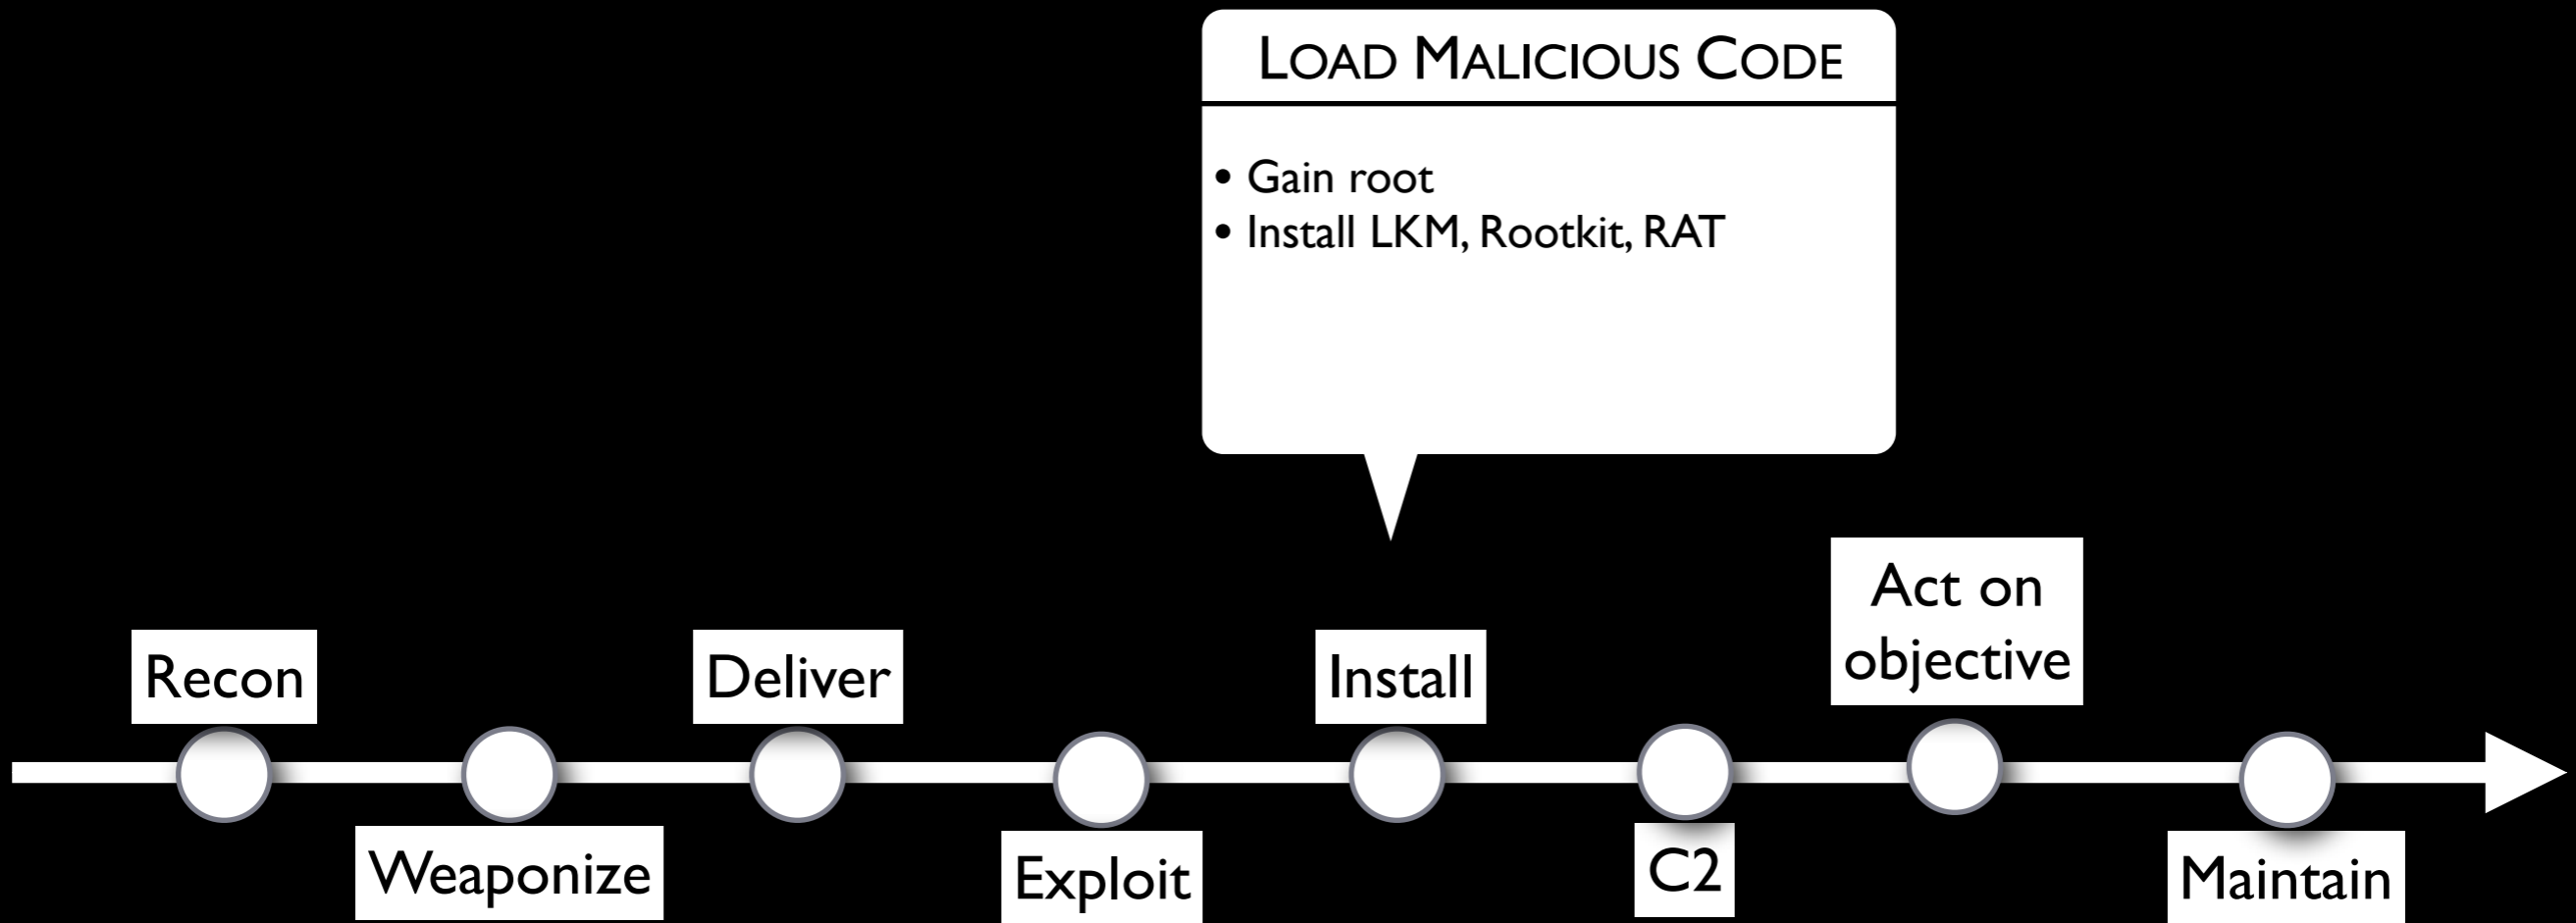 LOAD MALICIOUS CODE
• Gain root
• Install LKM, Rootkit, RAT
Recon
Weaponize
Deliver
Exploit
Install
C2
Act on
objective
Maintain